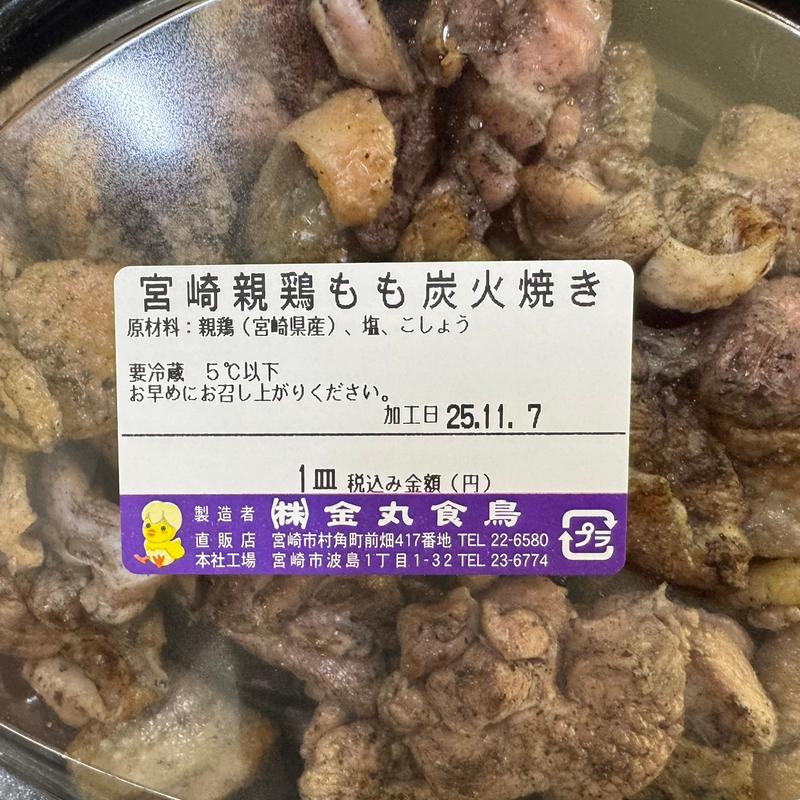 宮崎親鶏もも炭火焼き
原材料：親鶏（宮崎県産）、塩、こしょう
要冷蔵　５℃以下
お早めにお召し上がりください。
加工日 25.11. 7
1皿 税込み金額（円）
製造者 ㈱金丸食鳥
直販店 宮崎市村角町前畑417番地 TEL 22-6580
本社工場 宮崎市波島1丁目1-32 TEL 23-6774
プラ